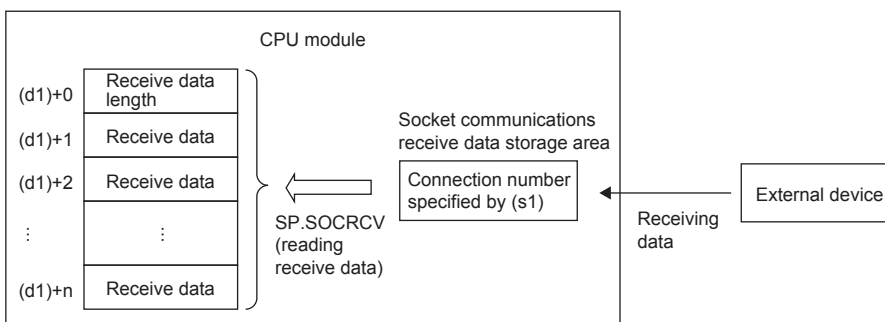 CPU module
(d1)+0
Receive data
length
(d1)+1
Receive data
(d1)+2
Receive data
⋮
⋮
(d1)+n
Receive data
SP.SOCRCV
(reading
receive data)
Socket communications
receive data storage area
Connection number
specified by (s1)
Receiving
data
External device